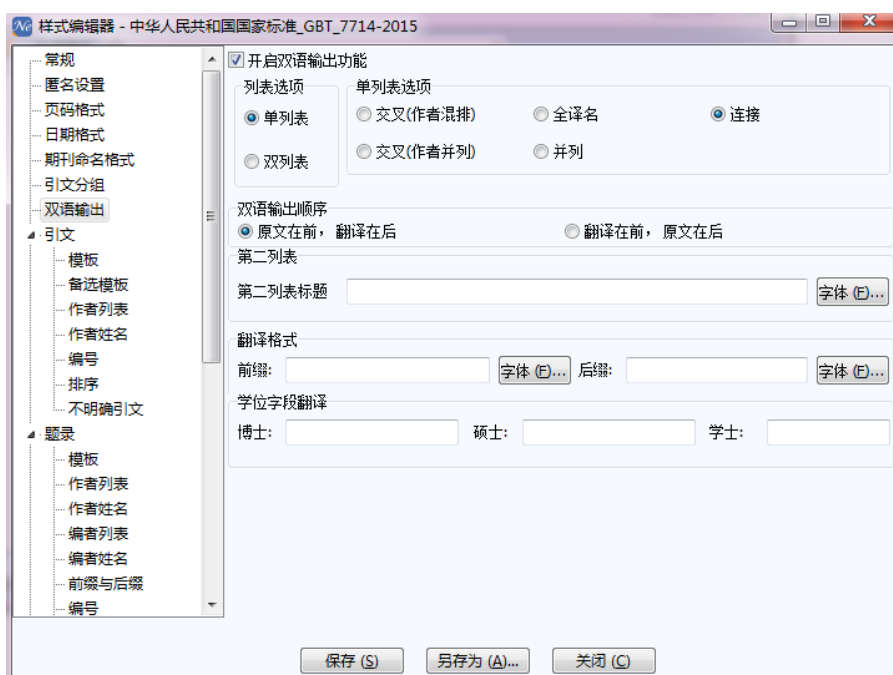 Ne 样式编辑器 - 中华人民共和国国家标准_GBT_7714-2015
常规
匿名设置
页码格式
日期格式
期刊命名格式
引文分组
双语输出
引文
模板
备选模板
作者列表
作者姓名
编号
排序
不明确引文
题录
模板
作者列表
作者姓名
编者列表
编者姓名
前缀与后缀
编号
开启双语输出功能
列表选项
单列表
双列表
单列表选项
交叉(作者混排) 全译名 连接
交叉(作者并列) 并列
双语输出顺序
原文在前，翻译在后 翻译在前，原文在后
第二列表
第二列表标题 字体 (F)...
翻译格式
前缀: 字体 (F)... 后缀: 字体 (F)...
学位字段翻译
博士: 硕士: 学士:
保存 (S) 另存为 (A)... 关闭 (C)